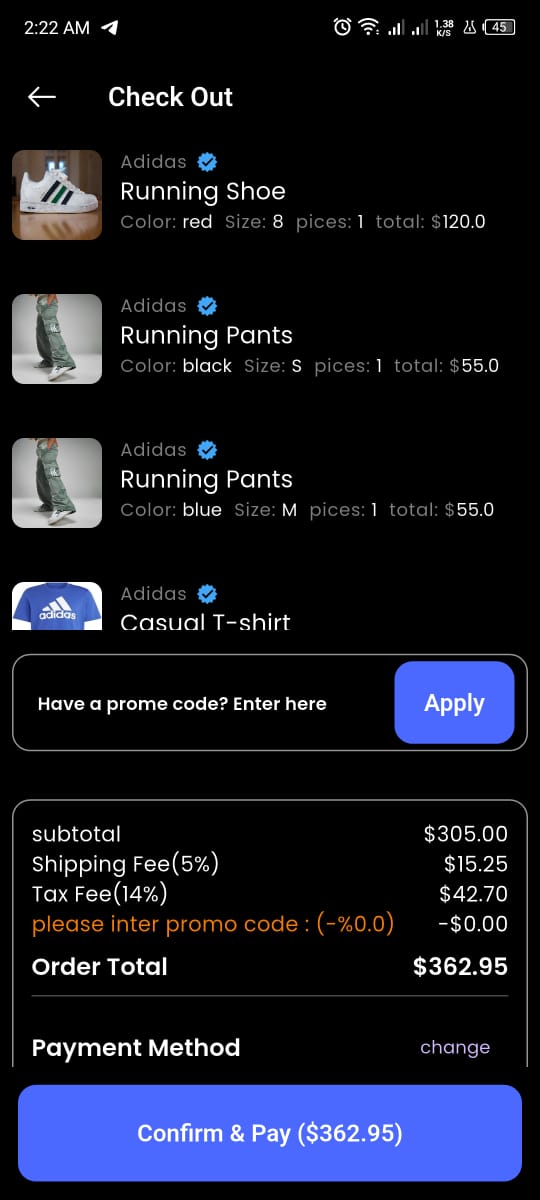 2:22 AM
1.38
K/S
45
Check Out
Adidas
Running Shoe
Color: red Size: 8 pices: 1 total: $120.0
Adidas
Running Pants
Color: black Size: S pices: 1 total: $55.0
Adidas
Running Pants
Color: blue Size: M pices: 1 total: $55.0
adidas
Adidas
Casual T-shirt
Have a prome code? Enter here
Apply
subtotal $305.00
Shipping Fee(5%) $15.25
Tax Fee(14%) $42.70
please inter promo code : (-%0.0) -$0.00
Order Total $362.95
Payment Method change
Confirm & Pay ($362.95)